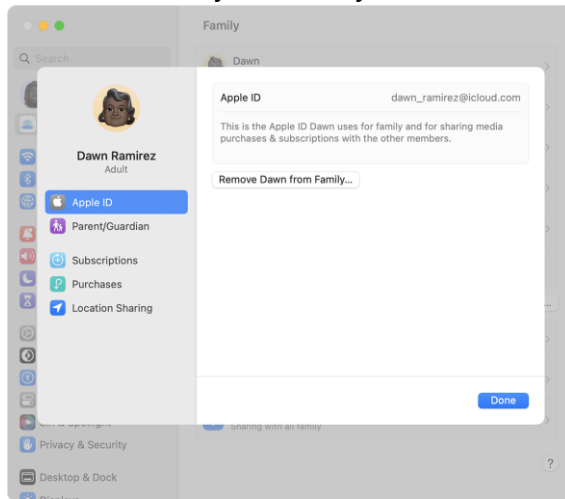 Family
Search
Dawn
Dawn Ramirez
Adult
Apple ID
Parent/Guardian
Subscriptions
Purchases
Location Sharing
Apple ID dawn_ramirez@icloud.com
This is the Apple ID Dawn uses for family and for sharing media
purchases & subscriptions with the other members.
Remove Dawn from Family...
Done
Sharing with all family
Privacy & Security
?
Desktop & Dock